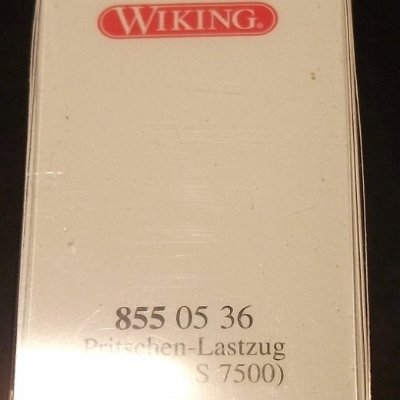 WIKING®
855 05 36
Pritschen-Lastzug
S 7500)